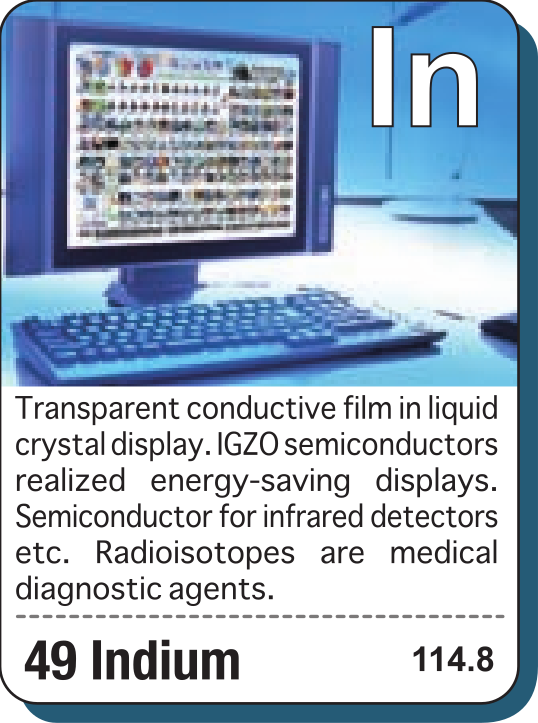 In
Transparent conductive film in liquid
crystal display. IGZO semiconductors
realized energy-saving displays.
Semiconductor for infrared detectors
etc. Radioisotopes are medical
diagnostic agents.
49 Indium 114.8